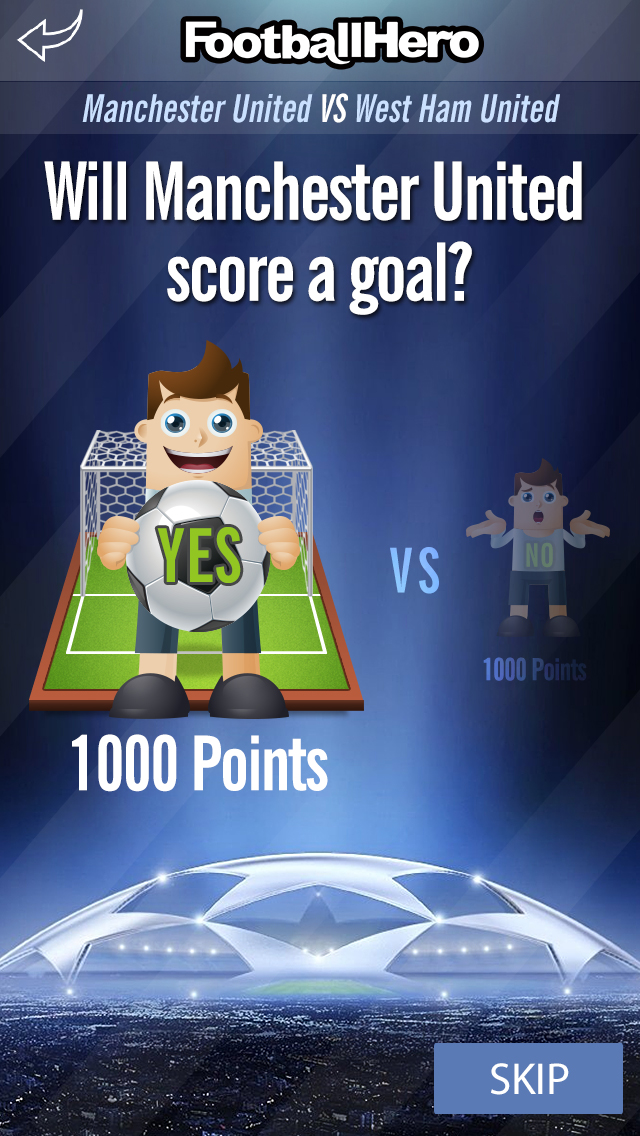 FootballHero
Manchester United VS West Ham United
Will Manchester United
score a goal?
YES
VS
NO
1000 Points
1000 Points
SKIP